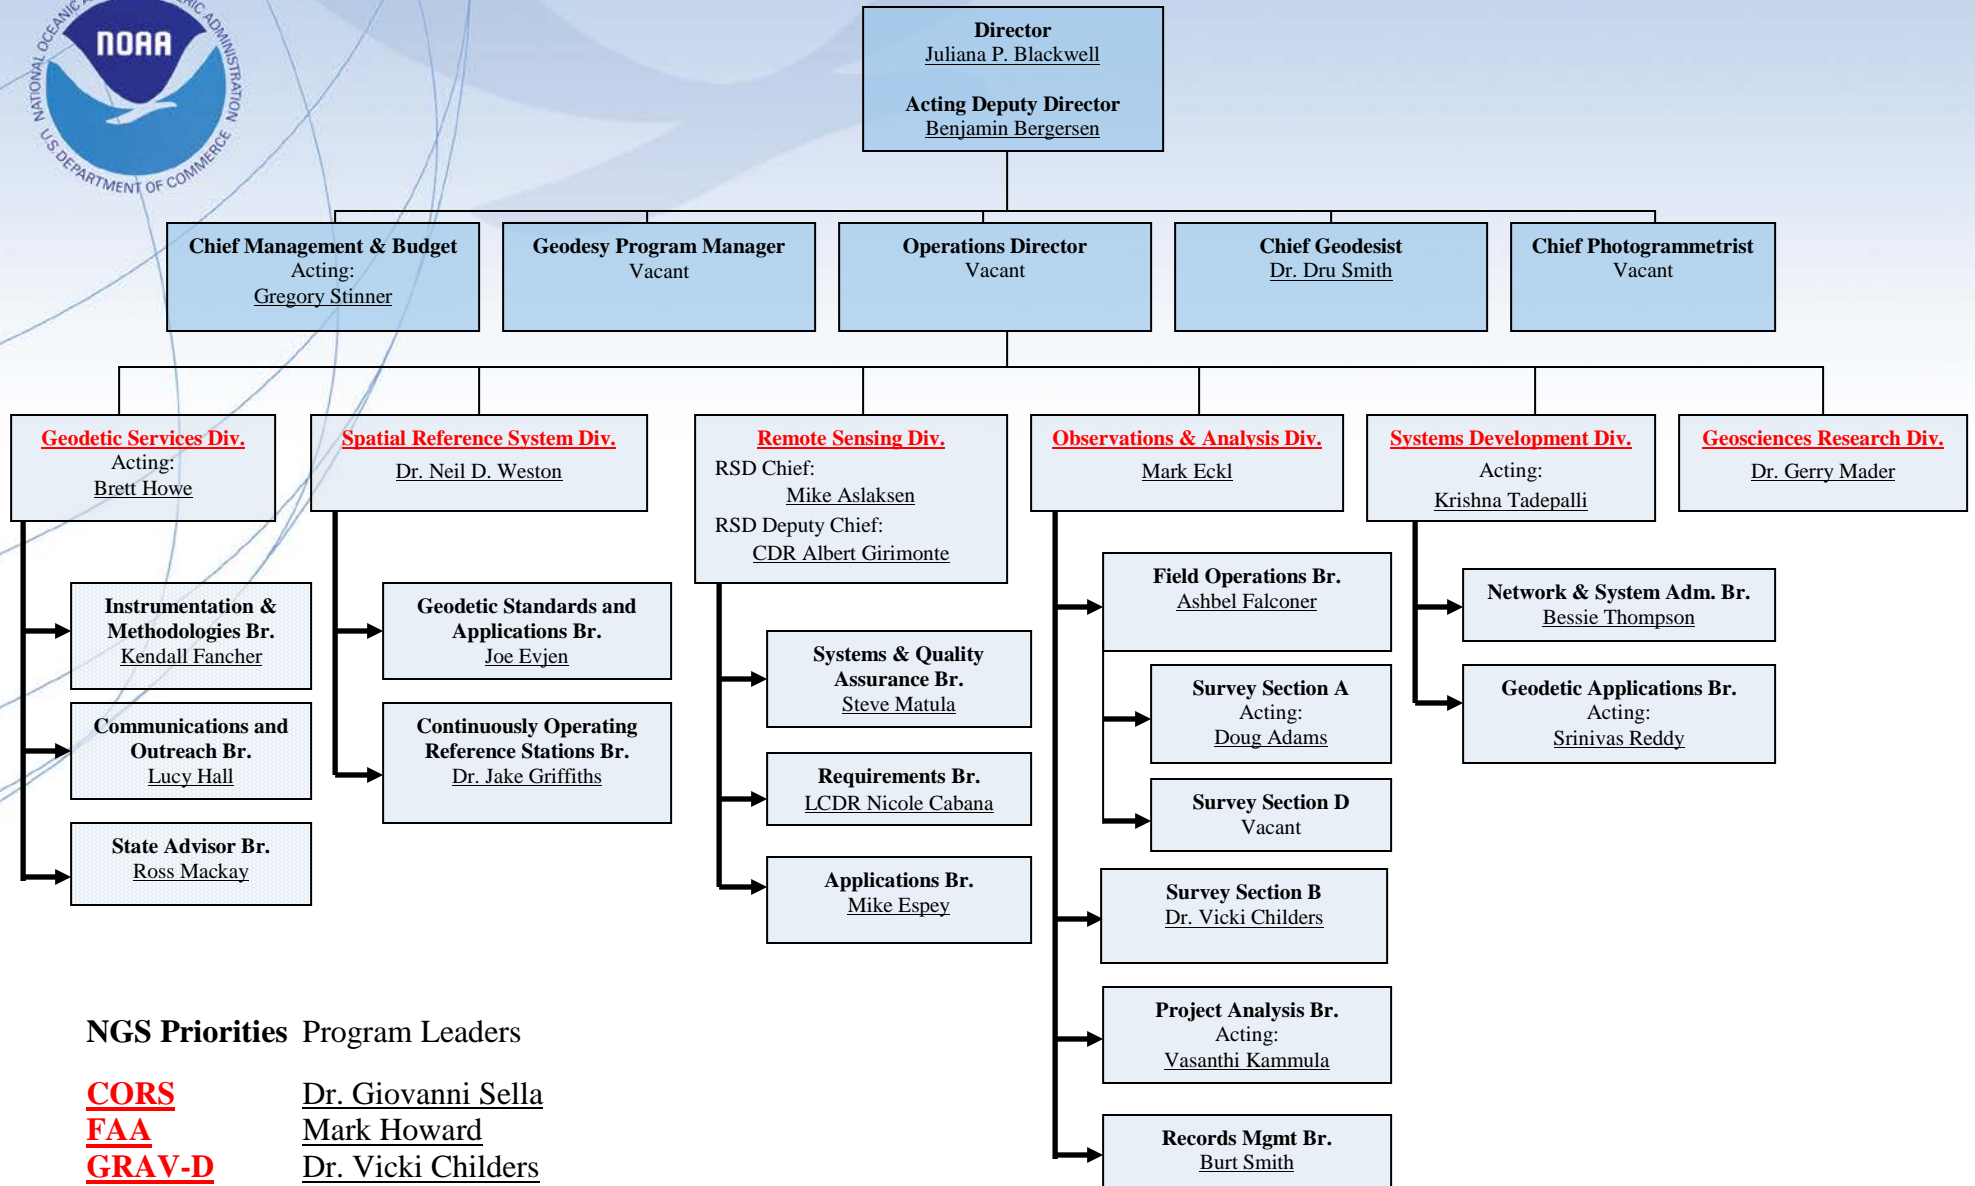 NOAA
NATIONAL OCEANIC AND ATMOSPHERIC ADMINISTRATION
U.S. DEPARTMENT OF COMMERCE
Director
Juliana P. Blackwell
Acting Deputy Director
Benjamin Bergersen
Chief Management & Budget
Acting:
Gregory Stinner
Geodesy Program Manager
Vacant
Operations Director
Vacant
Chief Geodesist
Dr. Dru Smith
Chief Photogrammetrist
Vacant
Geodetic Services Div.
Acting:
Brett Howe
Spatial Reference System Div.
Dr. Neil D. Weston
Remote Sensing Div.
RSD Chief:
Mike Aslaksen
RSD Deputy Chief:
CDR Albert Girimonte
Observations & Analysis Div.
Mark Eckl
Systems Development Div.
Acting:
Krishna Tadepalli
Geosciences Research Div.
Dr. Gerry Mader
Instrumentation &
Methodologies Br.
Kendall Fancher
Communications and
Outreach Br.
Lucy Hall
State Advisor Br.
Ross Mackay
Geodetic Standards and
Applications Br.
Joe Evjen
Continuously Operating
Reference Stations Br.
Dr. Jake Griffiths
Systems & Quality
Assurance Br.
Steve Matula
Requirements Br.
LCDR Nicole Cabana
Applications Br.
Mike Espey
Field Operations Br.
Ashbel Falconer
Survey Section A
Acting:
Doug Adams
Survey Section D
Vacant
Survey Section B
Dr. Vicki Childers
Project Analysis Br.
Acting:
Vasanthi Kammula
Records Mgmt Br.
Burt Smith
Network & System Adm. Br.
Bessie Thompson
Geodetic Applications Br.
Acting:
Srinivas Reddy
NGS Priorities Program Leaders
CORS Dr. Giovanni Sella
FAA Mark Howard
GRAV-D Dr. Vicki Childers